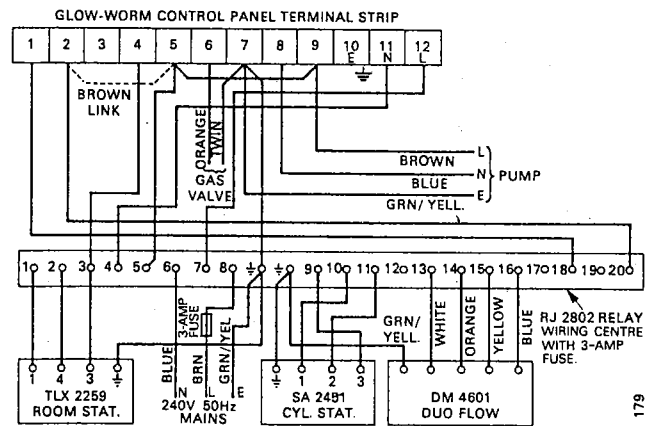 GLOW-WORM CONTROL PANEL TERMINAL STRIP
1 2 3 4 5 6 7 8 9 10 11 12
E N L
BROWN
LINK
ORANGE
TWIN
GAS
VALVE
BROWN
L
BLUE
N
PUMP
GRN/YELL.
E
1 2 3 4 5 6 7 8 9 10 11 12 13 14 15 16 17 18 19 20
3-AMP
FUSE
BLUE
BRN
GRN/YEL
GRN/
YELL.
WHITE
ORANGE
YELLOW
BLUE
RJ 2802 RELAY
WIRING CENTRE
WITH 3-AMP
FUSE.
1 4 3
TLX 2259
ROOM STAT.
N L E
240V 50Hz
MAINS
1 2 3
SA 2451
CYL. STAT.
DM 4601
DUO FLOW
179